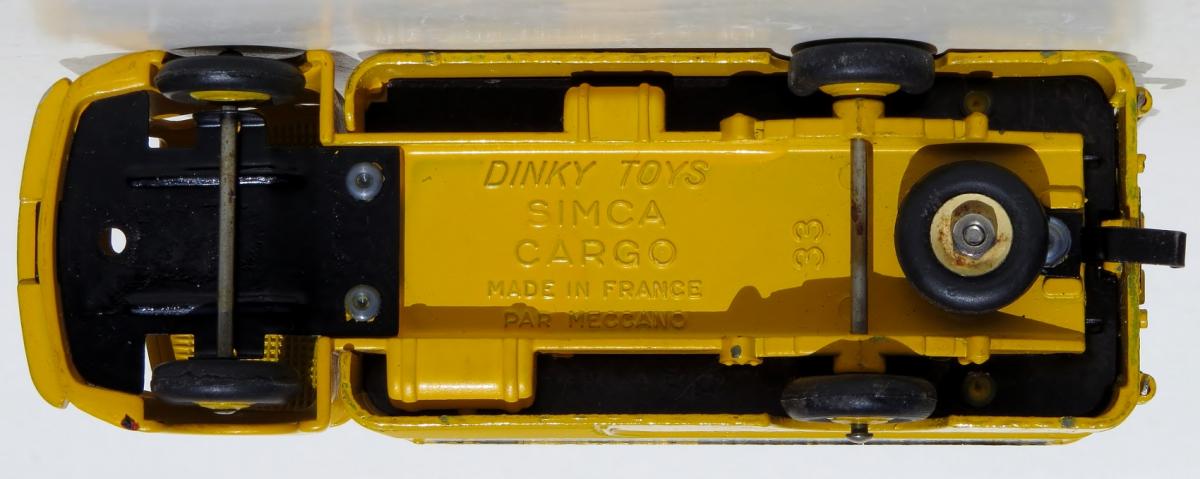 DINKY TOYS
SIMCA
CARGO
MADE IN FRANCE
PAR MECCANO
33